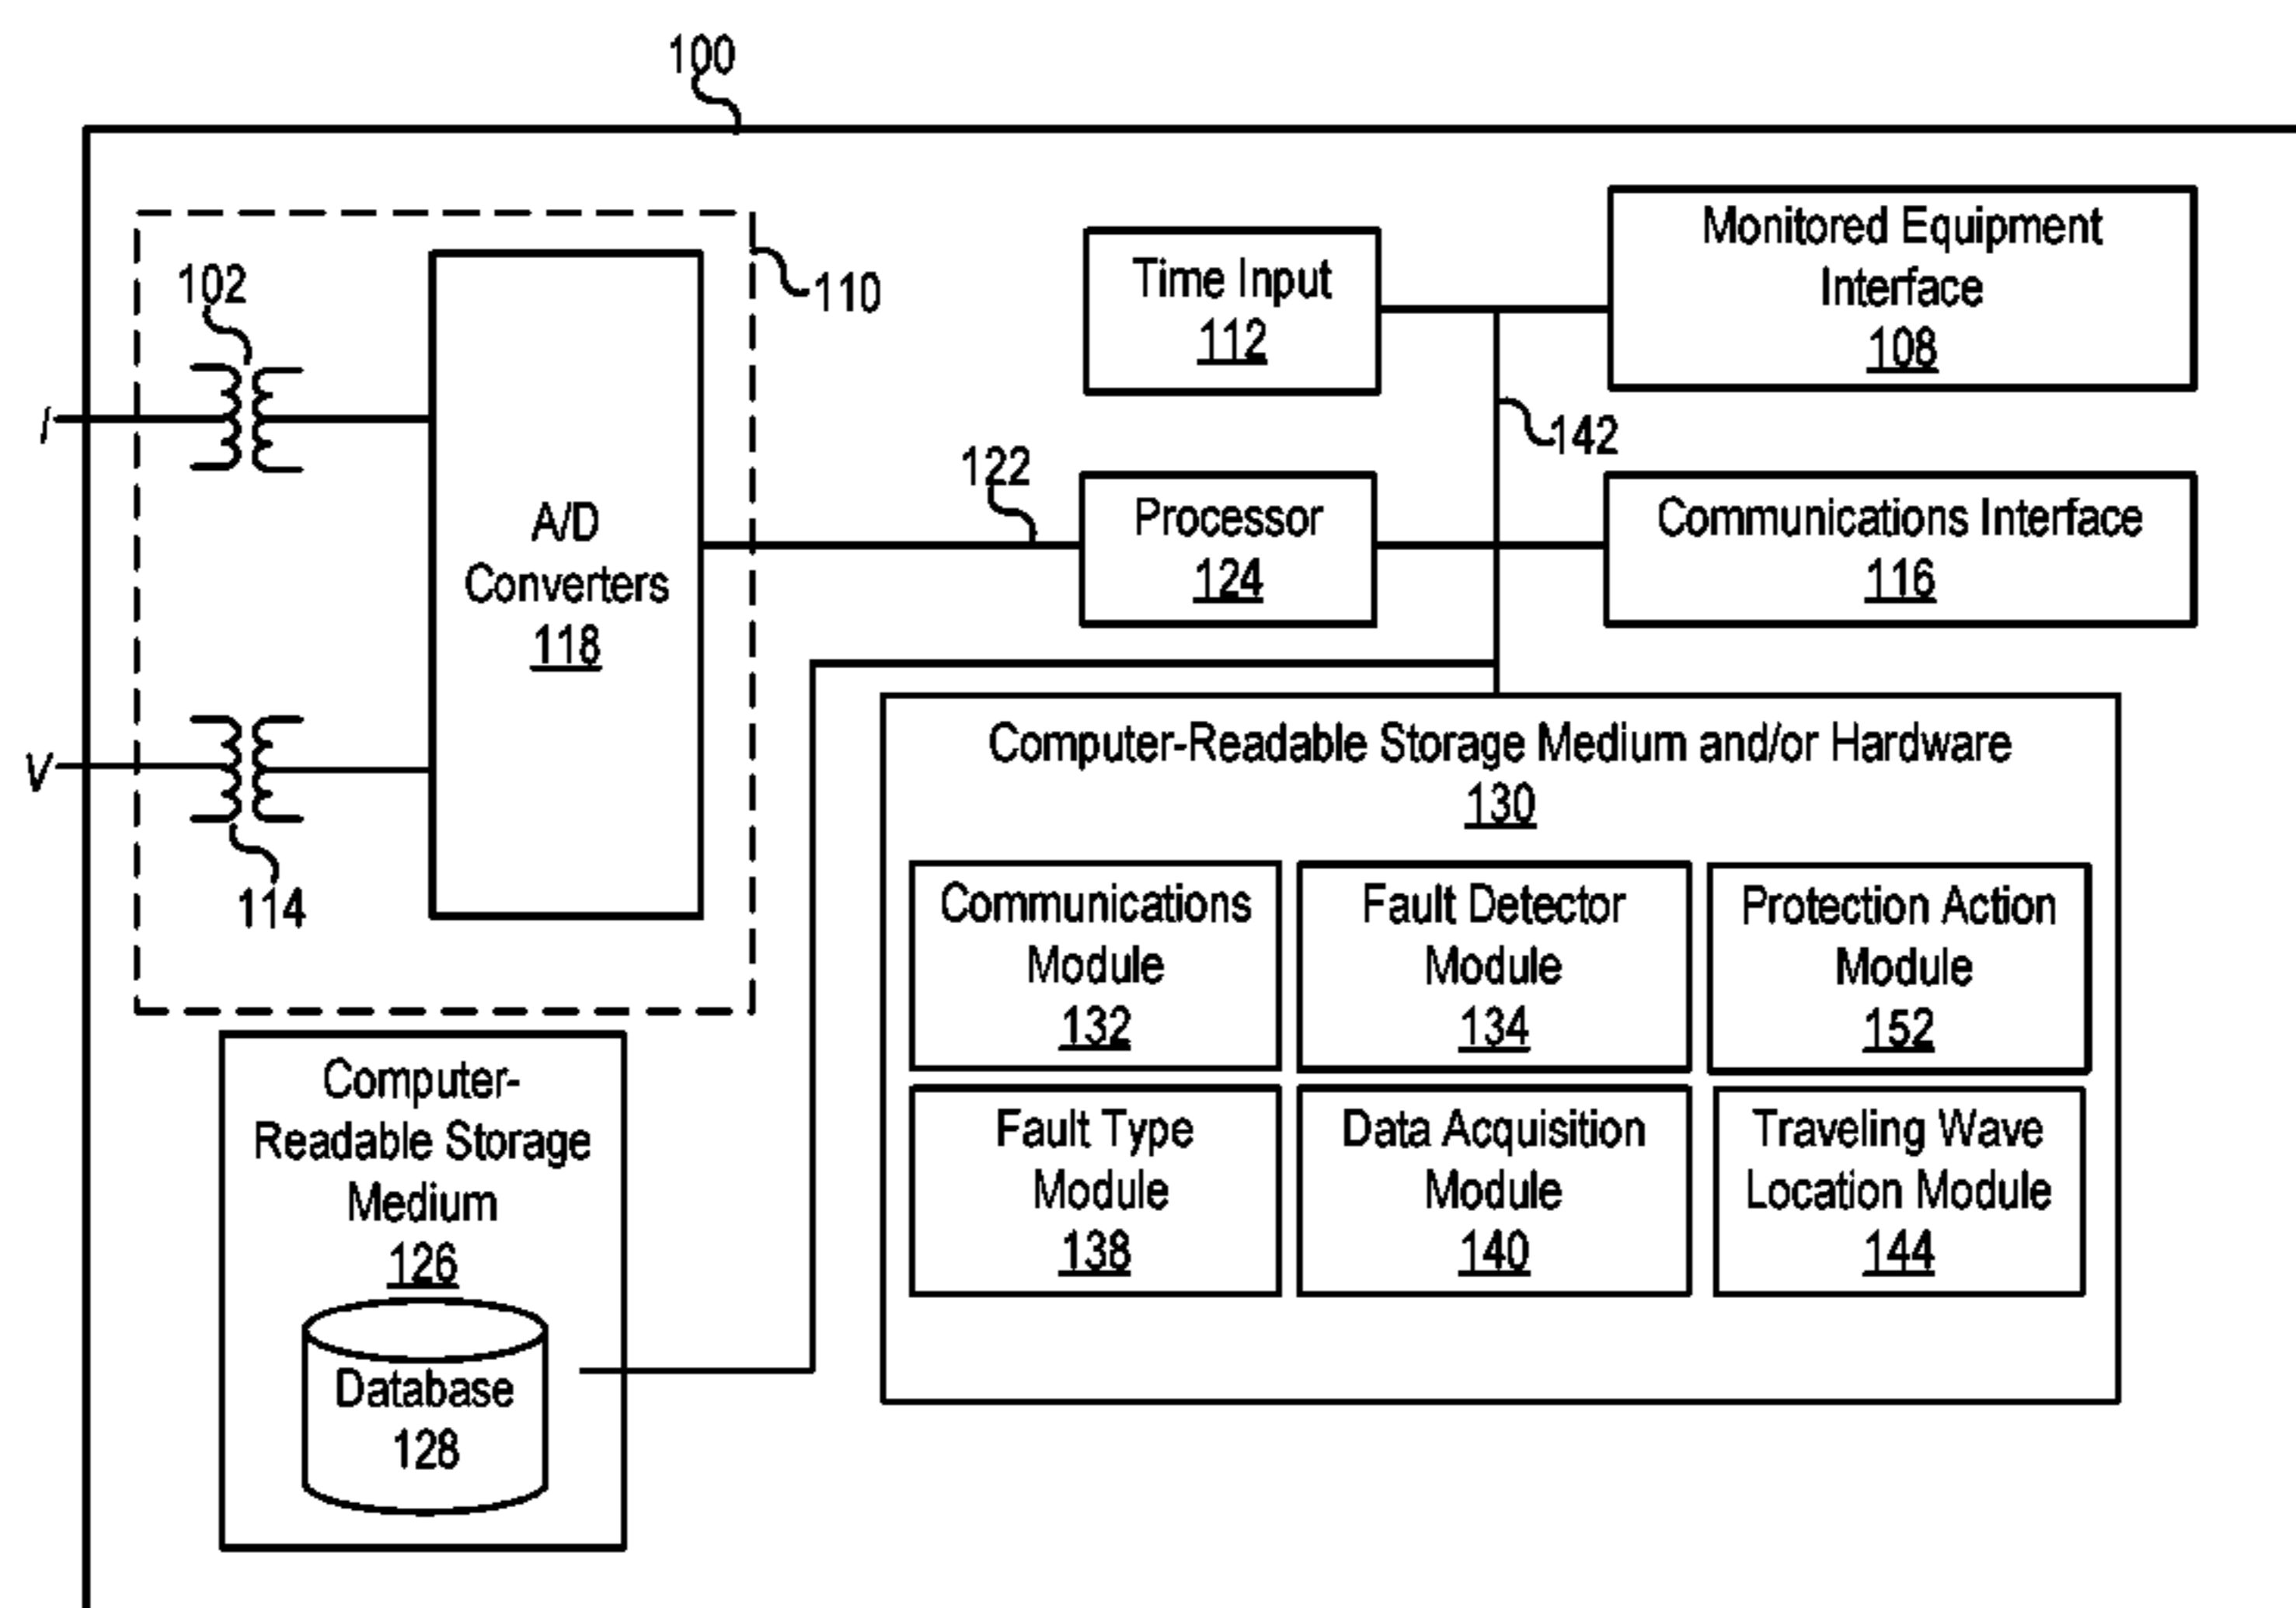 100
102
110
I
A/D
Converters
118
V
114
Time Input
112
Monitored Equipment
Interface
108
142
122
Processor
124
Communications Interface
116
Computer-Readable Storage Medium and/or Hardware
130
Communications
Module
132
Fault Detector
Module
134
Protection Action
Module
152
Fault Type
Module
138
Data Acquisition
Module
140
Traveling Wave
Location Module
144
Computer-
Readable Storage
Medium
126
Database
128